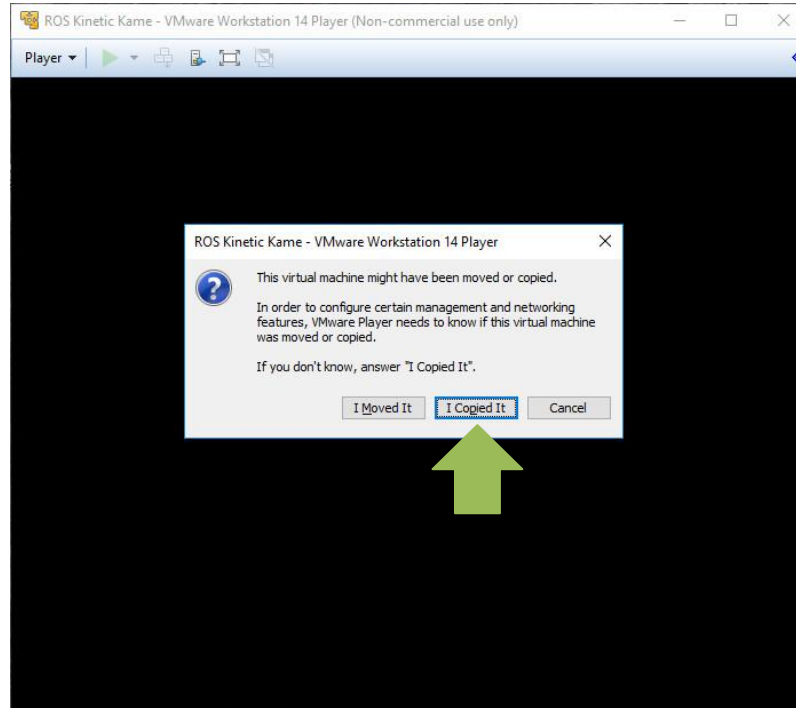 ROS Kinetic Kame - VMware Workstation 14 Player (Non-commercial use only)
Player
ROS Kinetic Kame - VMware Workstation 14 Player
This virtual machine might have been moved or copied.
In order to configure certain management and networking
features, VMware Player needs to know if this virtual machine
was moved or copied.
If you don't know, answer "I Copied It".
I Moved It I Copied It Cancel